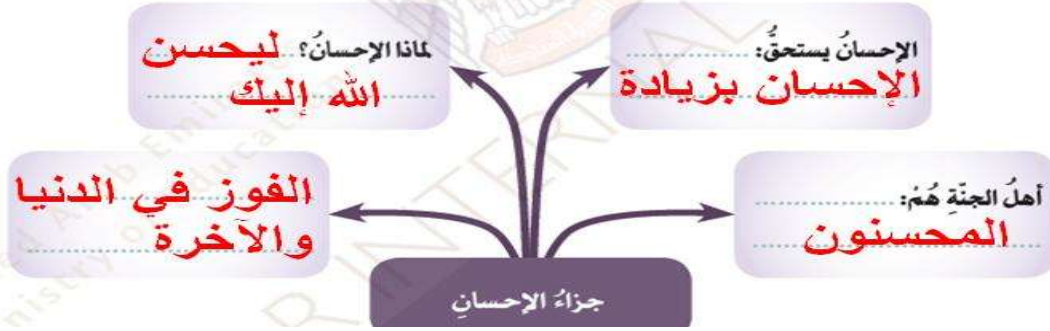 الإحسانُ يستحقُّ: ....................
الإحسان بزيادة
لماذا الإحسانُ؟ ليحسن
الله إليك
أهلُ الجنّةِ هُمْ: ....................
المحسنون
الفوز في الدنيا
والآخرة
جزاءُ الإحسانِ